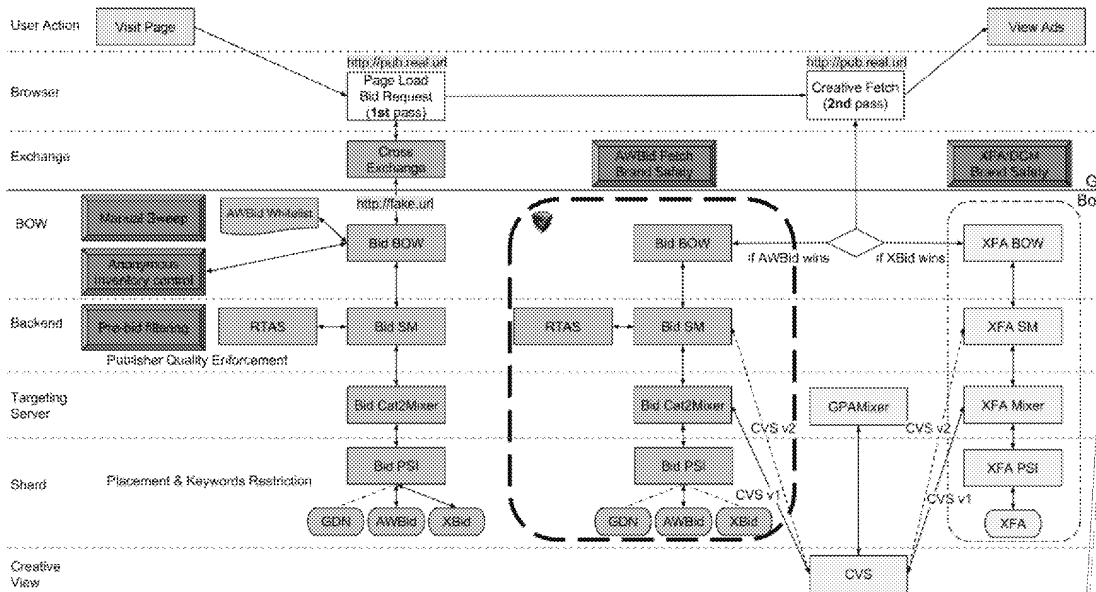 User Action
Visit Page
View Ads
http://pub.real.url
http://pub.real.url
Browser
Page Load
Bid Request
(1st pass)
Creative Fetch
(2nd pass)
Exchange
Cross
Exchange
AWBid Fetch
Brand Safety
XFA DCM
Brand Safety
G
Bo
http://fake.url
BOW
Manual Sweep
AWBid Whitelist
Bid BOW
Bid BOW
XFA BOW
if AWBid wins
if XBid wins
Anonymous
Inventory control
Backend
Pre-bid filtering
RTAS
Bid SM
RTAS
Bid SM
XFA SM
Publisher Quality Enforcement
Targeting
Server
Bid Cat2Mixer
Bid Cat2Mixer
GPAMixer
XFA Mixer
CVS v2
CVS v2
Shard
Placement & Keywords Restriction
Bid PSI
Bid PSI
XFA PSI
CVS v1
CVS v1
GDN
AWBid
XBid
GDN
AWBid
XBid
XFA
Creative
View
CVS